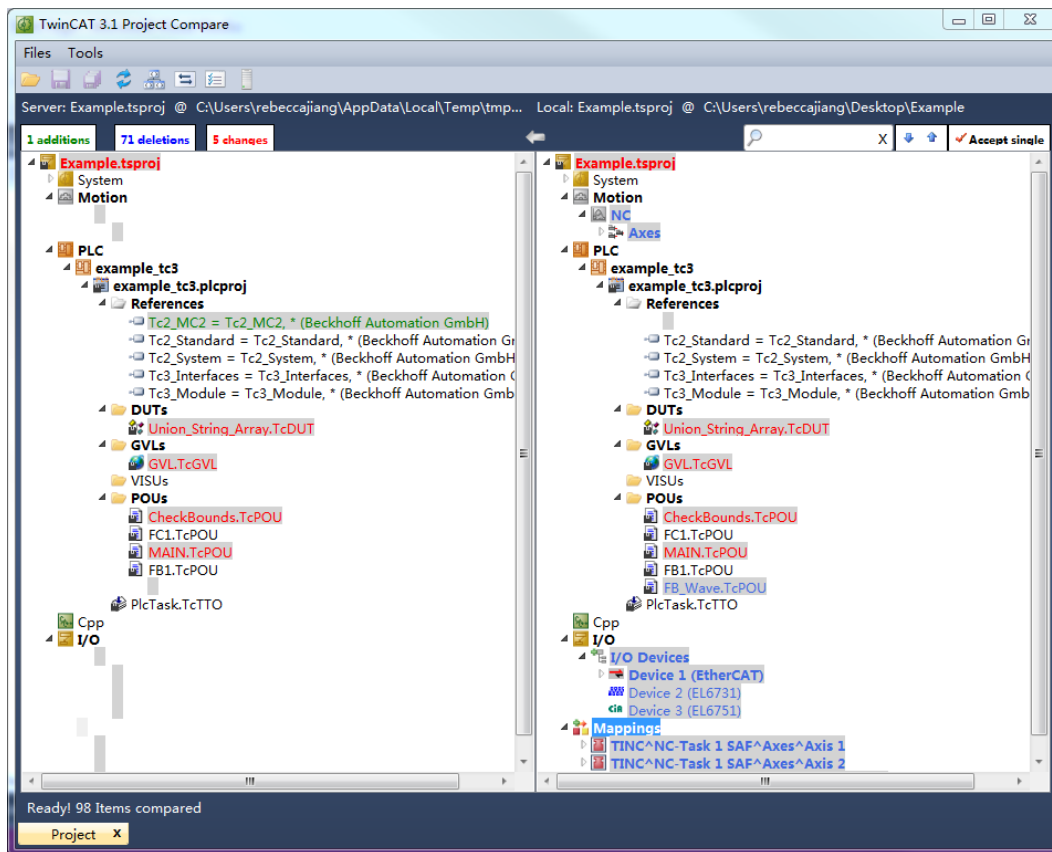 TwinCAT 3.1 Project Compare
Files Tools
Server: Example.tsproj @ C:\Users\rebeccajiang\AppData\Local\Temp\tmp... Local: Example.tsproj @ C:\Users\rebeccajiang\Desktop\Example
1 additions 71 deletions 5 changes X Accept single
Example.tsproj
System
Motion
PLC
example_tc3
example_tc3.plcproj
References
Tc2_MC2 = Tc2_MC2, * (Beckhoff Automation GmbH)
Tc2_Standard = Tc2_Standard, * (Beckhoff Automation Gr
Tc2_System = Tc2_System, * (Beckhoff Automation GmbH
Tc3_Interfaces = Tc3_Interfaces, * (Beckhoff Automation (
Tc3_Module = Tc3_Module, * (Beckhoff Automation Gmb
DUTs
Union_String_Array.TcDUT
GVLs
GVL.TcGVL
VISUs
POUs
CheckBounds.TcPOU
FC1.TcPOU
MAIN.TcPOU
FB1.TcPOU
PlcTask.TcTTO
Cpp
I/O
Example.tsproj
System
Motion
NC
Axes
PLC
example_tc3
example_tc3.plcproj
References
Tc2_Standard = Tc2_Standard, * (Beckhoff Automation Gr
Tc2_System = Tc2_System, * (Beckhoff Automation GmbH
Tc3_Interfaces = Tc3_Interfaces, * (Beckhoff Automation (
Tc3_Module = Tc3_Module, * (Beckhoff Automation Gmb
DUTs
Union_String_Array.TcDUT
GVLs
GVL.TcGVL
VISUs
POUs
CheckBounds.TcPOU
FC1.TcPOU
MAIN.TcPOU
FB1.TcPOU
FB_Wave.TcPOU
PlcTask.TcTTO
Cpp
I/O
I/O Devices
Device 1 (EtherCAT)
Device 2 (EL6731)
Device 3 (EL6751)
Mappings
TINC^NC-Task 1 SAF^Axes^Axis 1
TINC^NC-Task 1 SAF^Axes^Axis 2
Ready! 98 Items compared
Project X